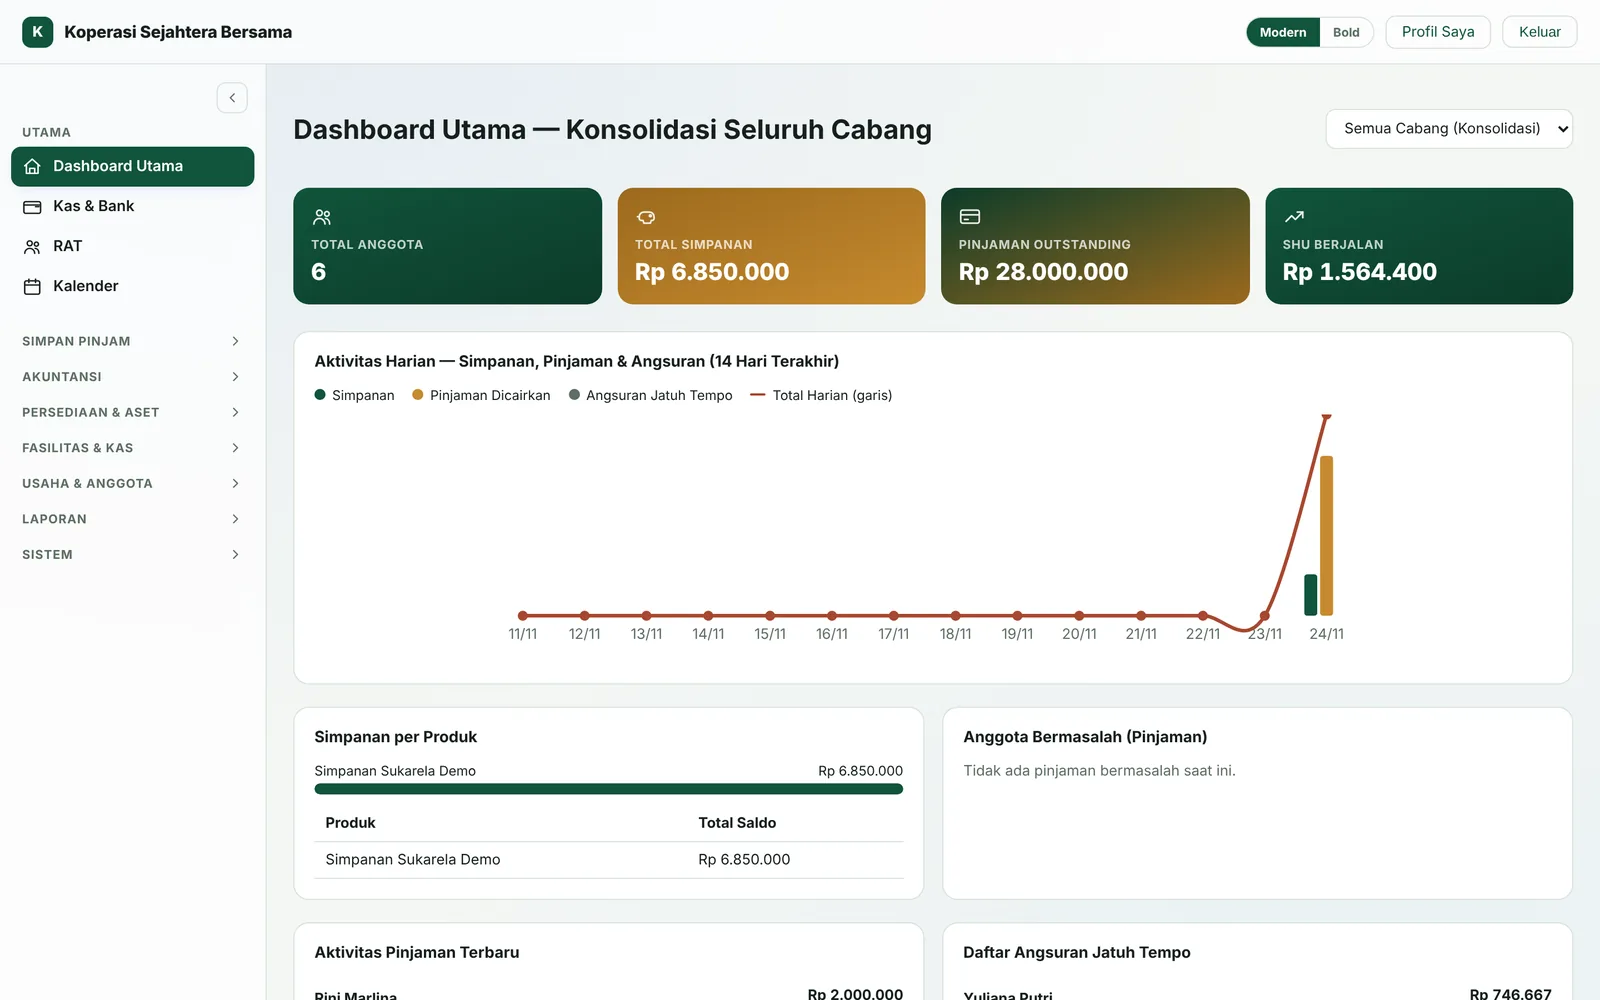 K Koperasi Sejahtera Bersama
Modern Bold Profil Saya Keluar
UTAMA
Dashboard Utama
Kas & Bank
RAT
Kalender
SIMPAN PINJAM
AKUNTANSI
PERSEDIAAN & ASET
FASILITAS & KAS
USAHA & ANGGOTA
LAPORAN
SISTEM
Dashboard Utama — Konsolidasi Seluruh Cabang
Semua Cabang (Konsolidasi)
TOTAL ANGGOTA
6
TOTAL SIMPANAN
Rp 6.850.000
PINJAMAN OUTSTANDING
Rp 28.000.000
SHU BERJALAN
Rp 1.564.400
Aktivitas Harian — Simpanan, Pinjaman & Angsuran (14 Hari Terakhir)
Simpanan Pinjaman Dicairkan Angsuran Jatuh Tempo Total Harian (garis)
11/11 12/11 13/11 14/11 15/11 16/11 17/11 18/11 19/11 20/11 21/11 22/11 23/11 24/11
Simpanan per Produk
Simpanan Sukarela Demo Rp 6.850.000
Produk Total Saldo
Simpanan Sukarela Demo Rp 6.850.000
Anggota Bermasalah (Pinjaman)
Tidak ada pinjaman bermasalah saat ini.
Aktivitas Pinjaman Terbaru
Rini Marlina Rp 2.000.000
Daftar Angsuran Jatuh Tempo
Yuliana Putri Rp 746.667